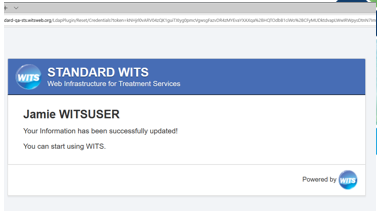 WITS
STANDARD WITS
Web Infrastructure for Treatment Services
Jamie WITSUSER
Your Information has been successfully updated!
You can start using WITS.
Powered by WITS